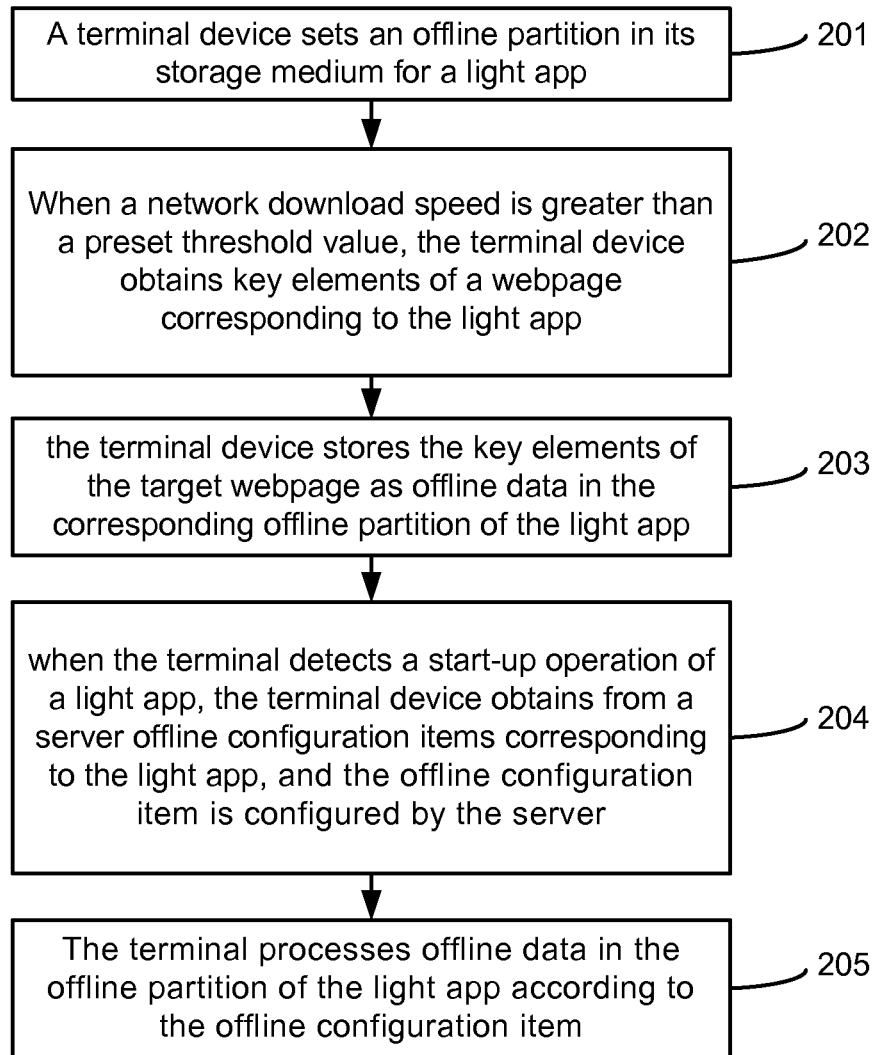 A terminal device sets an offline partition in its
storage medium for a light app
201
When a network download speed is greater than
a preset threshold value, the terminal device
obtains key elements of a webpage
corresponding to the light app
202
the terminal device stores the key elements of
the target webpage as offline data in the
corresponding offline partition of the light app
203
when the terminal detects a start-up operation of
a light app, the terminal device obtains from a
server offline configuration items corresponding
to the light app, and the offline configuration
item is configured by the server
204
The terminal processes offline data in the
offline partition of the light app according to
the offline configuration item
205